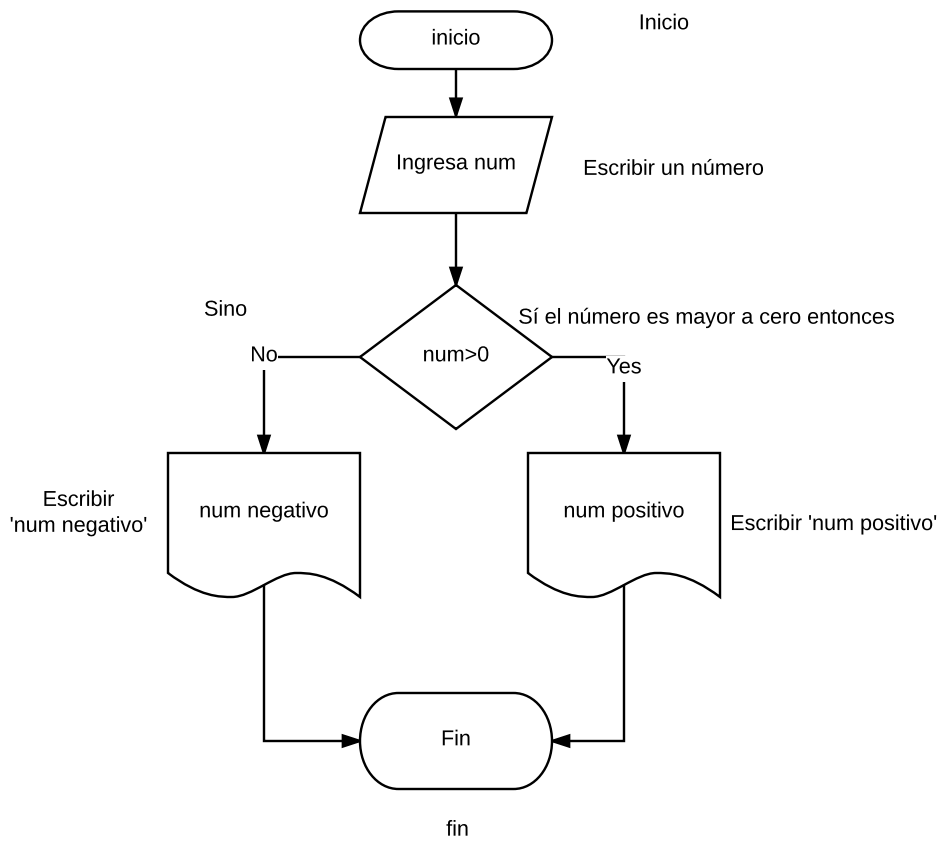 inicio
Inicio
Ingresa num
Escribir un número
Sino
Sí el número es mayor a cero entonces
No
num>0
Yes
Escribir
'num negativo'
num negativo
num positivo
Escribir 'num positivo'
Fin
fin